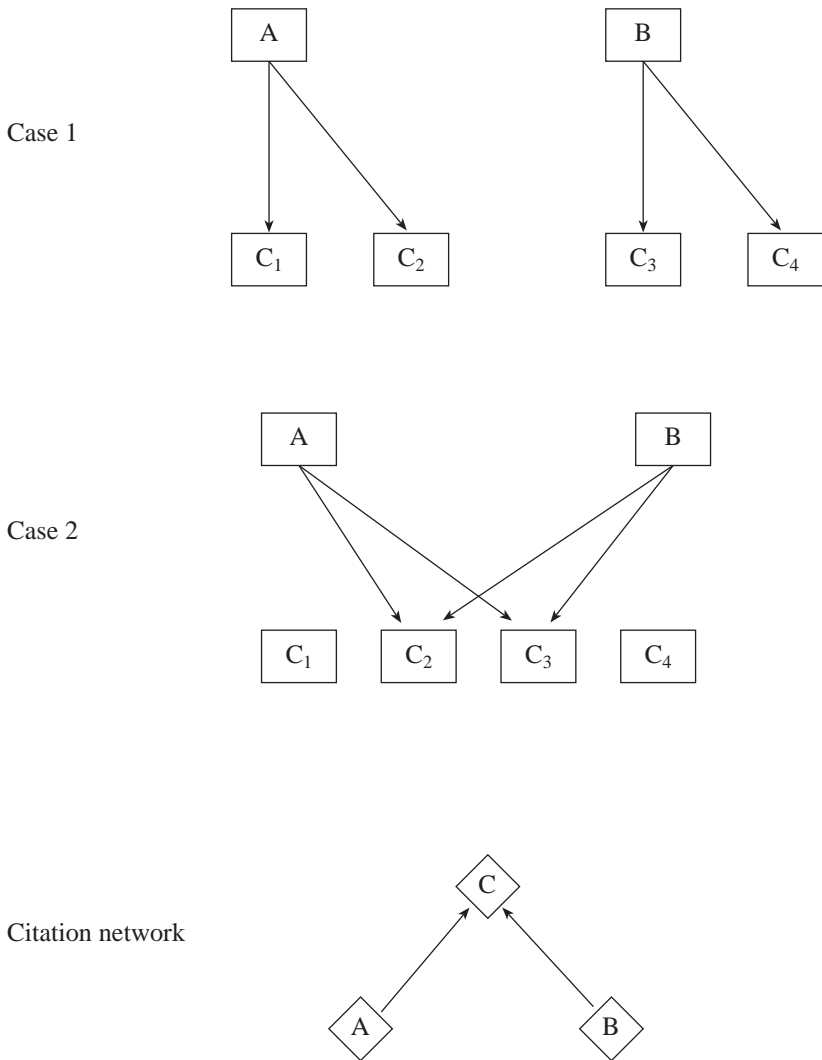 A B
Case 1
C₁ C₂ C₃ C₄
A B
Case 2
C₁ C₂ C₃ C₄
C
Citation network
A B